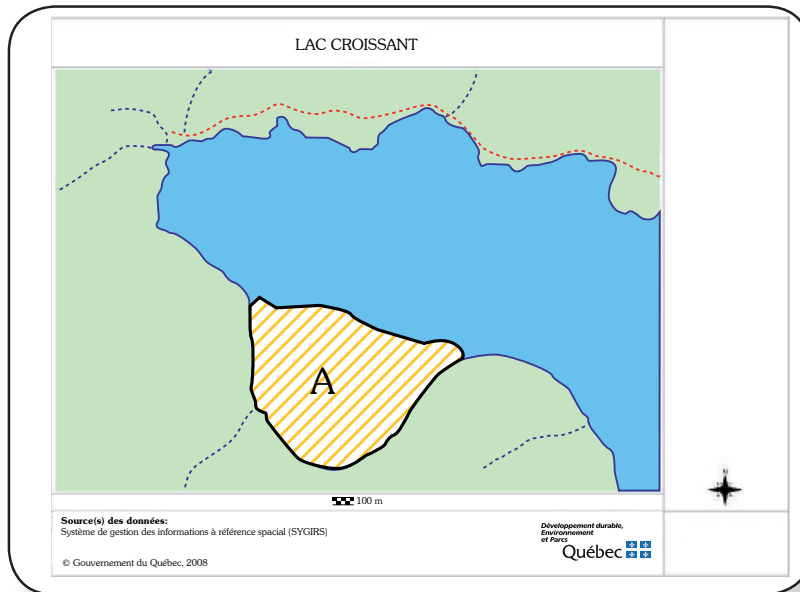 LAC CROISSANT
A
N
100 m
Source(s) des données:
Système de gestion des informations à référence spacial (SYGIRS)
© Gouvernement du Québec, 2008
Développement durable,
Environnement
et Parcs
Québec